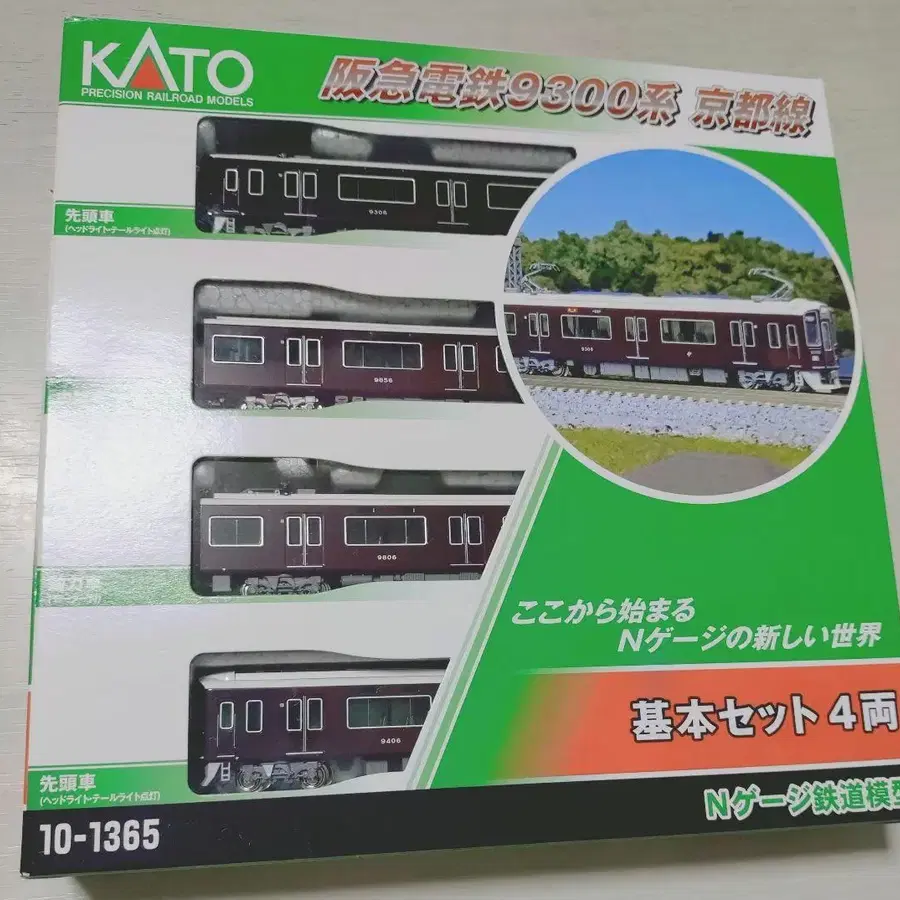 KATO
PRECISION RAILROAD MODELS
阪急電鉄9300系 京都線
9306
先頭車
(ヘッドライト・テールライト点灯)
9856
9806
動力車
9406
ここから始まる
Nゲージの新しい世界
基本セット4両
先頭車
(ヘッドライト・テールライト点灯)
Nゲージ鉄道模型
10-1365